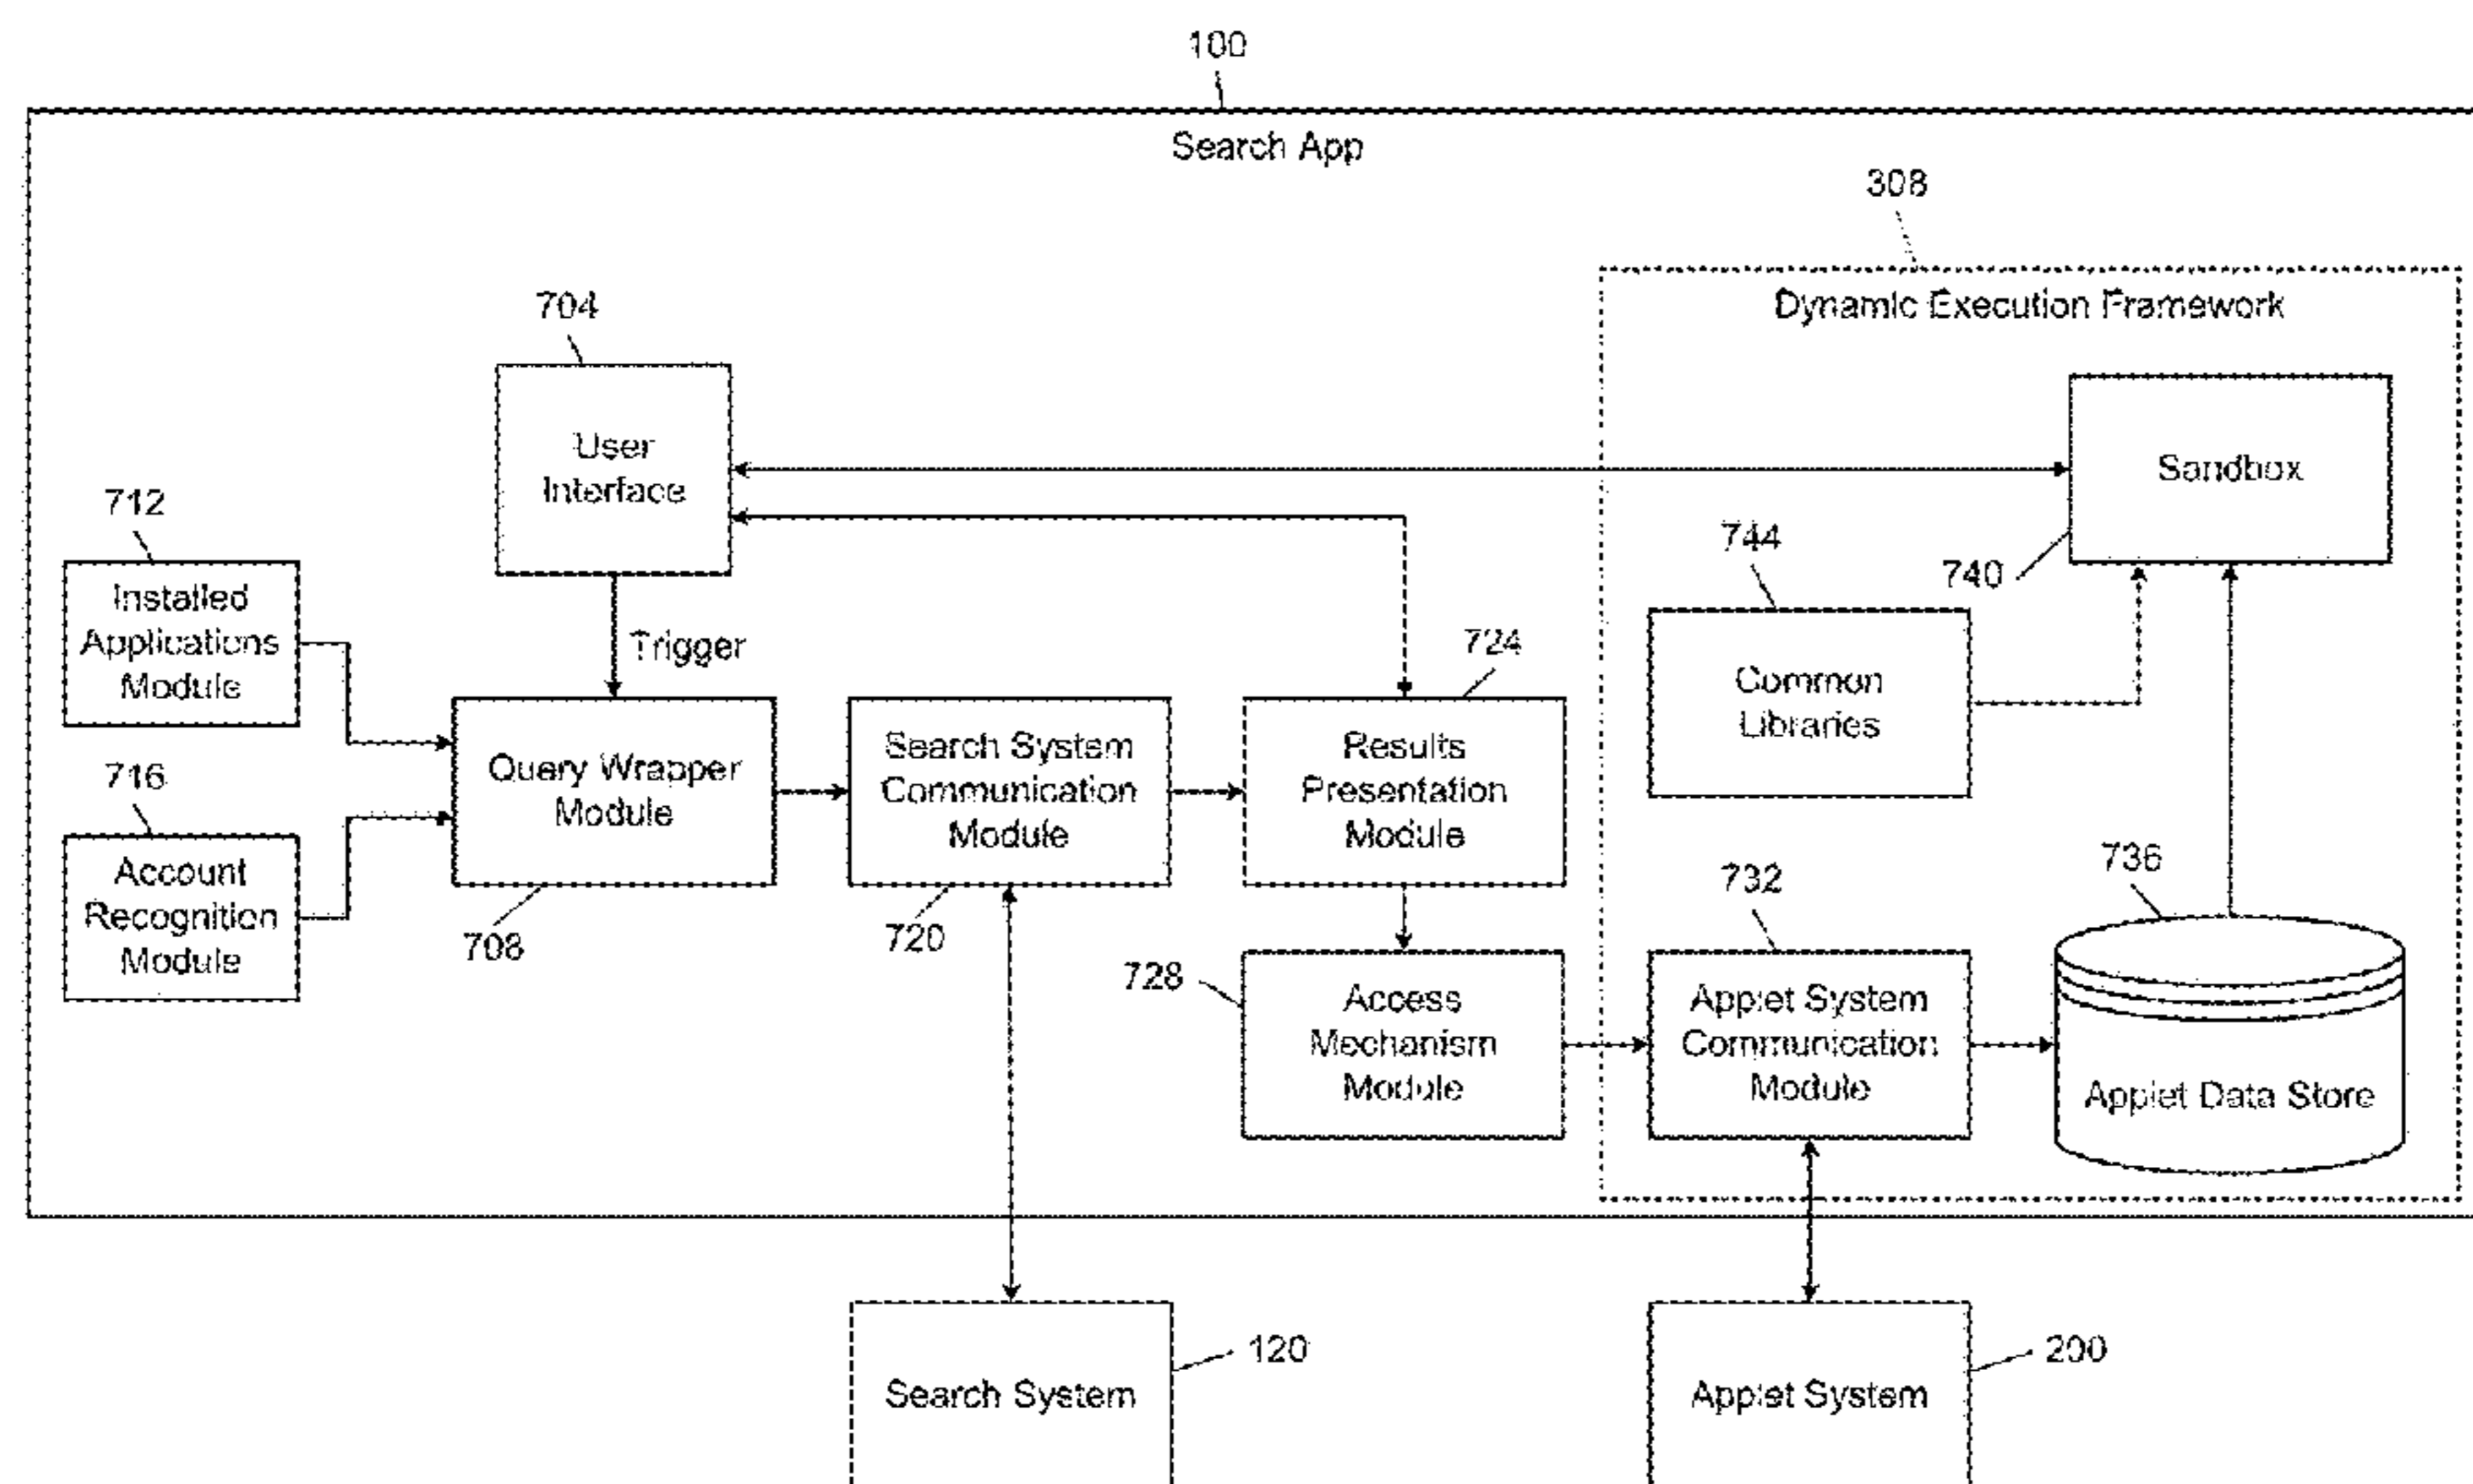 100
Search App
308
Dynamic Execution Framework
704
User
Interface
Sandbox
740
712
Installed
Applications
Module
Trigger
744
Common
Libraries
724
716
Account
Recognition
Module
Query Wrapper
Module
708
Search System
Communication
Module
720
Results
Presentation
Module
728
Access
Mechanism
Module
732
Applet System
Communication
Module
736
Applet Data Store
Search System
120
Applet System
200